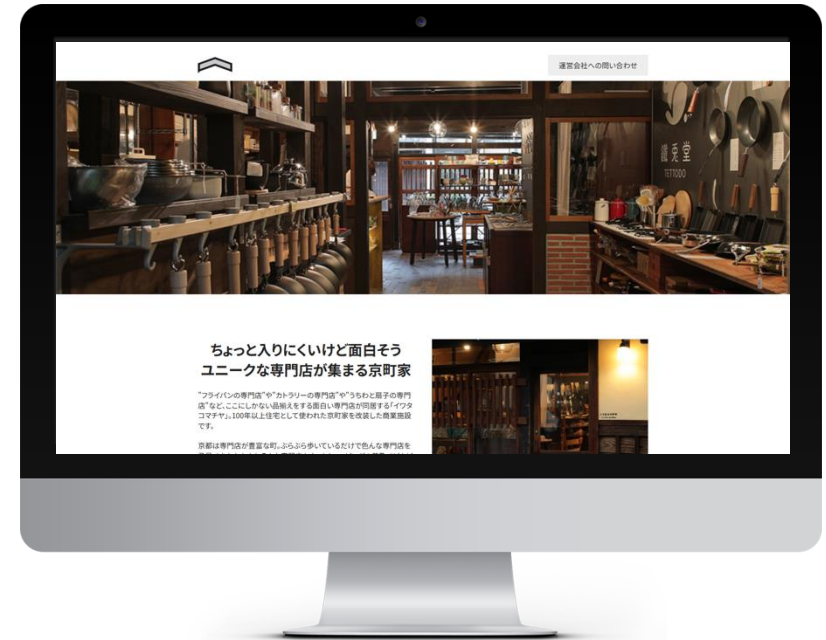 運営会社への問い合わせ
鐵兎堂
TETTODO
ちょっと入りにくいけど面白そう
ユニークな専門店が集まる京町家
"フライパンの専門店"や"カトラリーの専門店"や"うちわと扇子の専門
店"など、ここにしかない品揃えをする面白い専門店が同居する「イワタ
コマチヤ」。100年以上住宅として使われた京町家を改装した商業施設
です。
京都は専門店が豊富な町。ぶらぶら歩いているだけで色んな専門店を